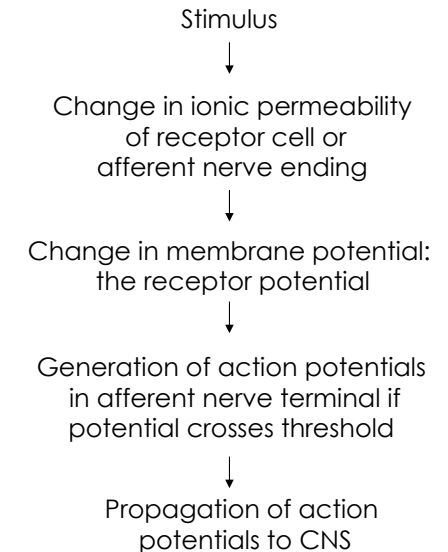 Stimulus
Change in ionic permeability
of receptor cell or
afferent nerve ending
Change in membrane potential:
the receptor potential
Generation of action potentials
in afferent nerve terminal if
potential crosses threshold
Propagation of action
potentials to CNS